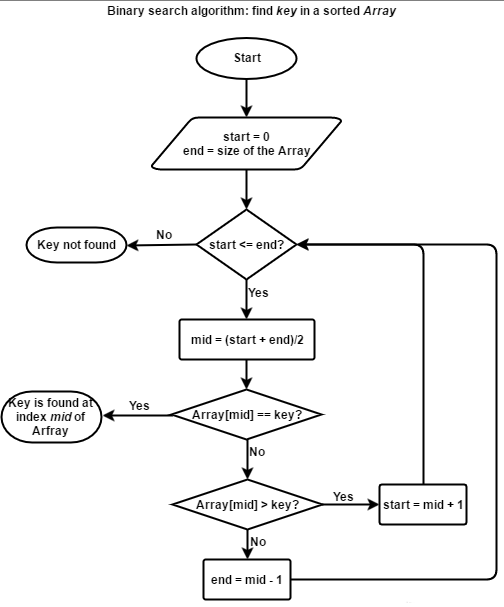 Binary search algorithm: find key in a sorted Array
Start
start = 0
end = size of the Array
start <= end?
No
Key not found
Yes
mid = (start + end)/2
Array[mid] == key?
Yes
Key is found at
index mid of
Arfray
No
Array[mid] > key?
Yes
start = mid + 1
No
end = mid - 1